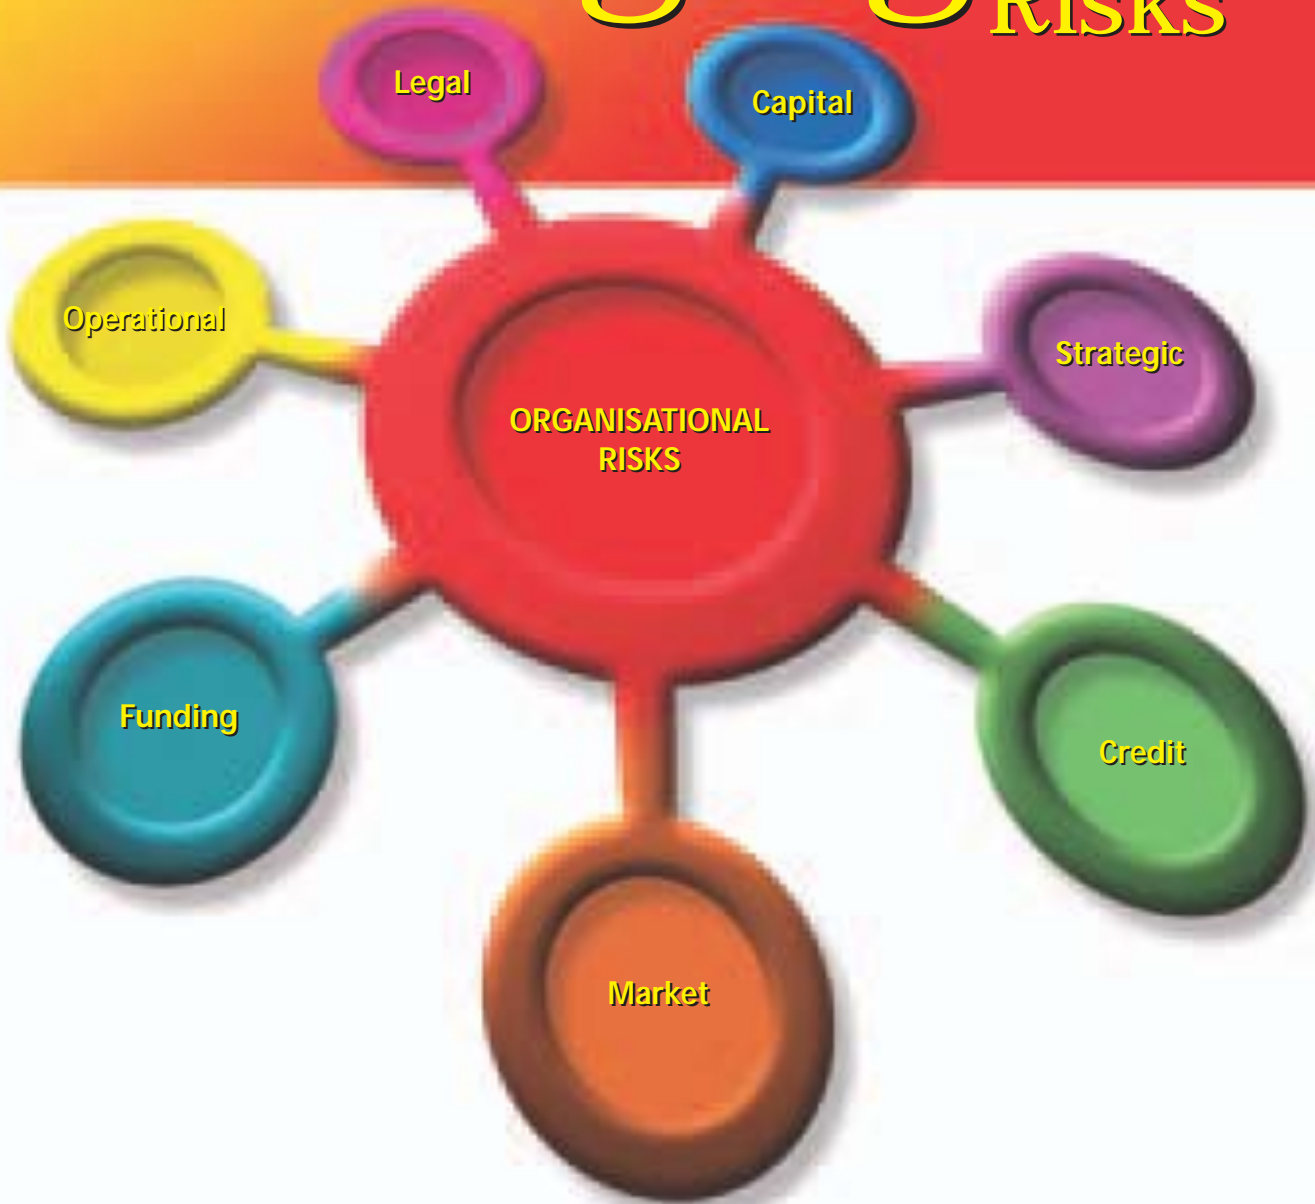 RISKS
Legal
Capital
Operational
Strategic
ORGANISATIONAL
RISKS
Funding
Credit
Market